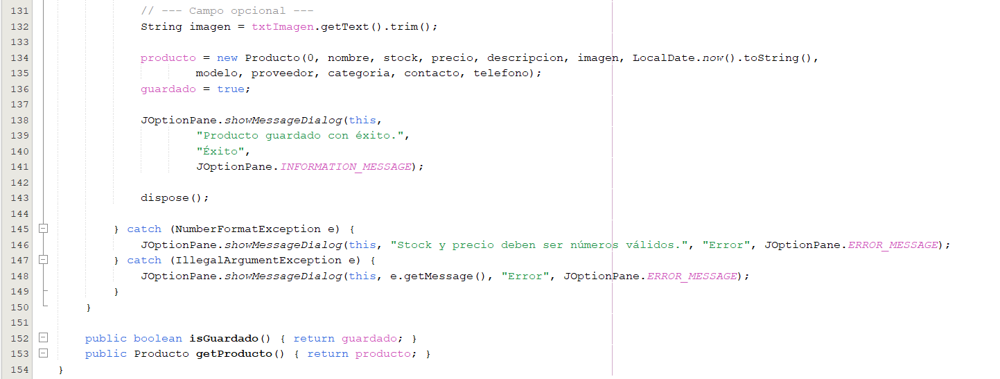 131 // --- Campo opcional ---
132 String imagen = txtImagen.getText().trim();
133
134 producto = new Producto(0, nombre, stock, precio, descripcion, imagen, LocalDate.now().toString(),
135 modelo, proveedor, categoria, contacto, telefono);
136 guardado = true;
137
138 JOptionPane.showMessageDialog(this,
139 "Producto guardado con éxito.",
140 "Éxito",
141 JOptionPane.INFORMATION_MESSAGE);
142
143 dispose();
144
145 } catch (NumberFormatException e) {
146 JOptionPane.showMessageDialog(this, "Stock y precio deben ser números válidos.", "Error", JOptionPane.ERROR_MESSAGE);
147 } catch (IllegalArgumentException e) {
148 JOptionPane.showMessageDialog(this, e.getMessage(), "Error", JOptionPane.ERROR_MESSAGE);
149 }
150 }
151
152 public boolean isGuardado() { return guardado; }
153 public Producto getProducto() { return producto; }
154 }